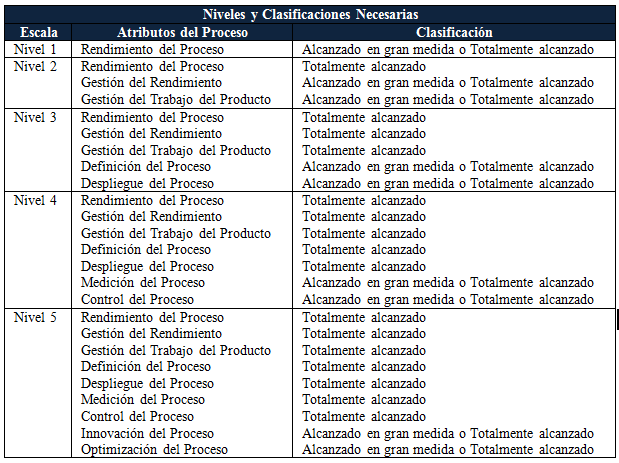 Niveles y Clasificaciones Necesarias
Escala Atributos del Proceso Clasificación
Nivel 1 Rendimiento del Proceso Alcanzado en gran medida o Totalmente alcanzado
Nivel 2 Rendimiento del Proceso Totalmente alcanzado
Gestión del Rendimiento Alcanzado en gran medida o Totalmente alcanzado
Gestión del Trabajo del Producto Alcanzado en gran medida o Totalmente alcanzado
Nivel 3 Rendimiento del Proceso Totalmente alcanzado
Gestión del Rendimiento Totalmente alcanzado
Gestión del Trabajo del Producto Totalmente alcanzado
Definición del Proceso Alcanzado en gran medida o Totalmente alcanzado
Despliegue del Proceso Alcanzado en gran medida o Totalmente alcanzado
Nivel 4 Rendimiento del Proceso Totalmente alcanzado
Gestión del Rendimiento Totalmente alcanzado
Gestión del Trabajo del Producto Totalmente alcanzado
Definición del Proceso Totalmente alcanzado
Despliegue del Proceso Totalmente alcanzado
Medición del Proceso Alcanzado en gran medida o Totalmente alcanzado
Control del Proceso Alcanzado en gran medida o Totalmente alcanzado
Nivel 5 Rendimiento del Proceso Totalmente alcanzado
Gestión del Rendimiento Totalmente alcanzado
Gestión del Trabajo del Producto Totalmente alcanzado
Definición del Proceso Totalmente alcanzado
Despliegue del Proceso Totalmente alcanzado
Medición del Proceso Totalmente alcanzado
Control del Proceso Totalmente alcanzado
Innovación del Proceso Alcanzado en gran medida o Totalmente alcanzado
Optimización del Proceso Alcanzado en gran medida o Totalmente alcanzado